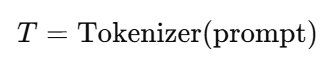 T = Tokenizer(prompt)